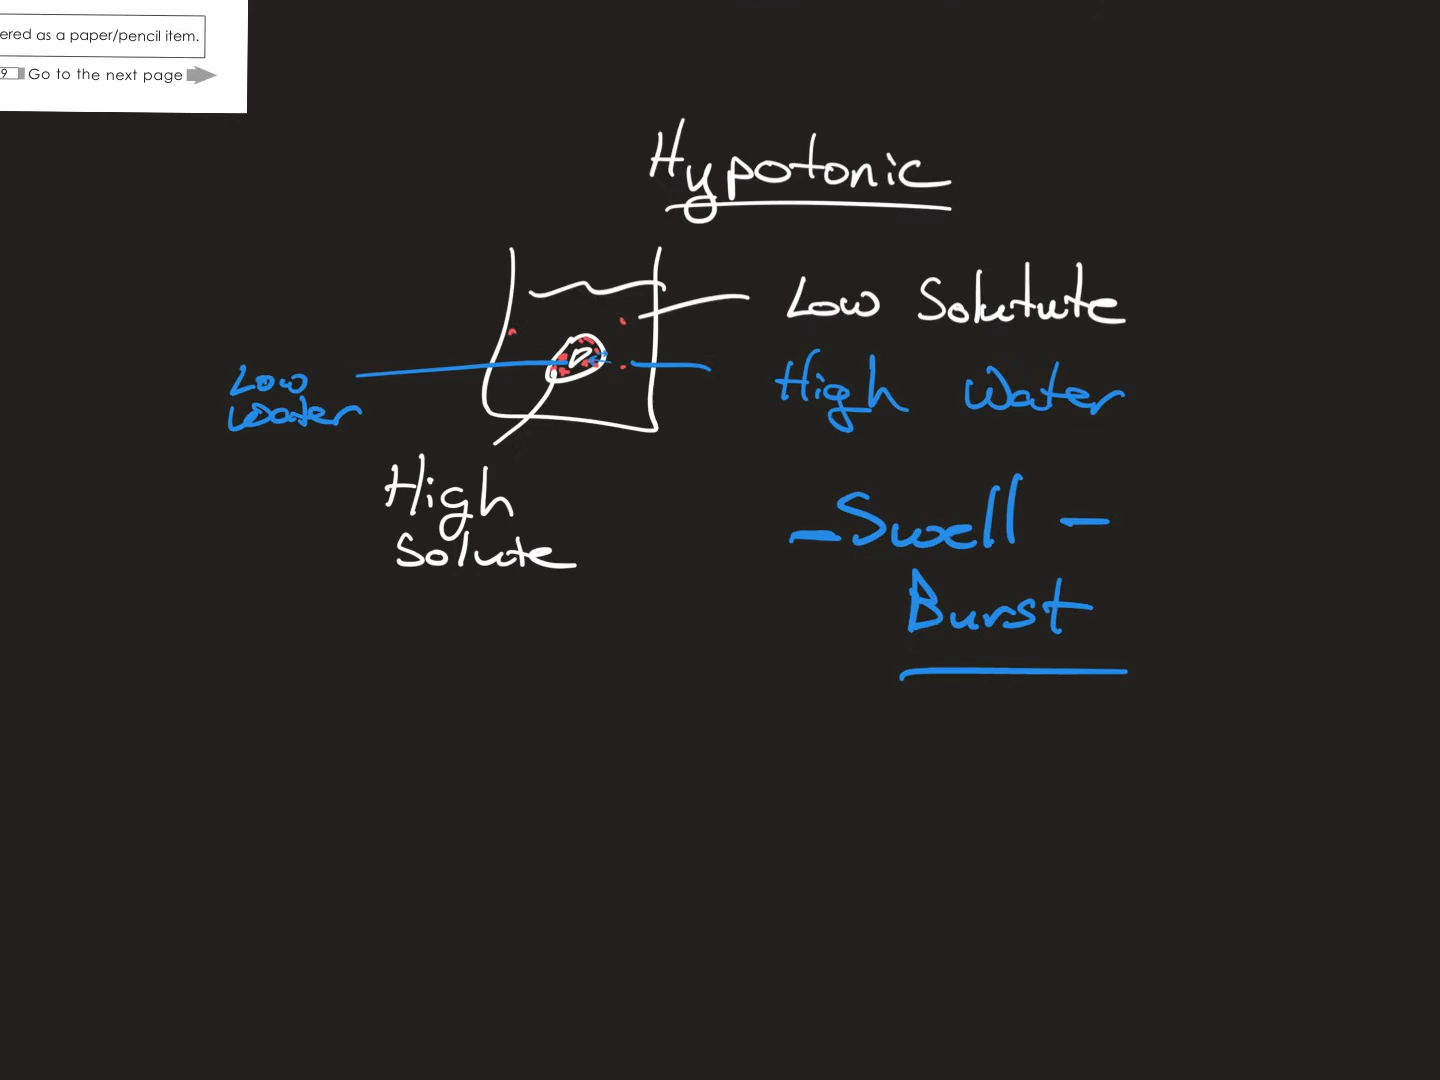 ered as a paper/pencil item.
9 Go to the next page
Hypotonic
Low Solutute
High Water
Low
Water
High
Solute
- Swell -
Burst